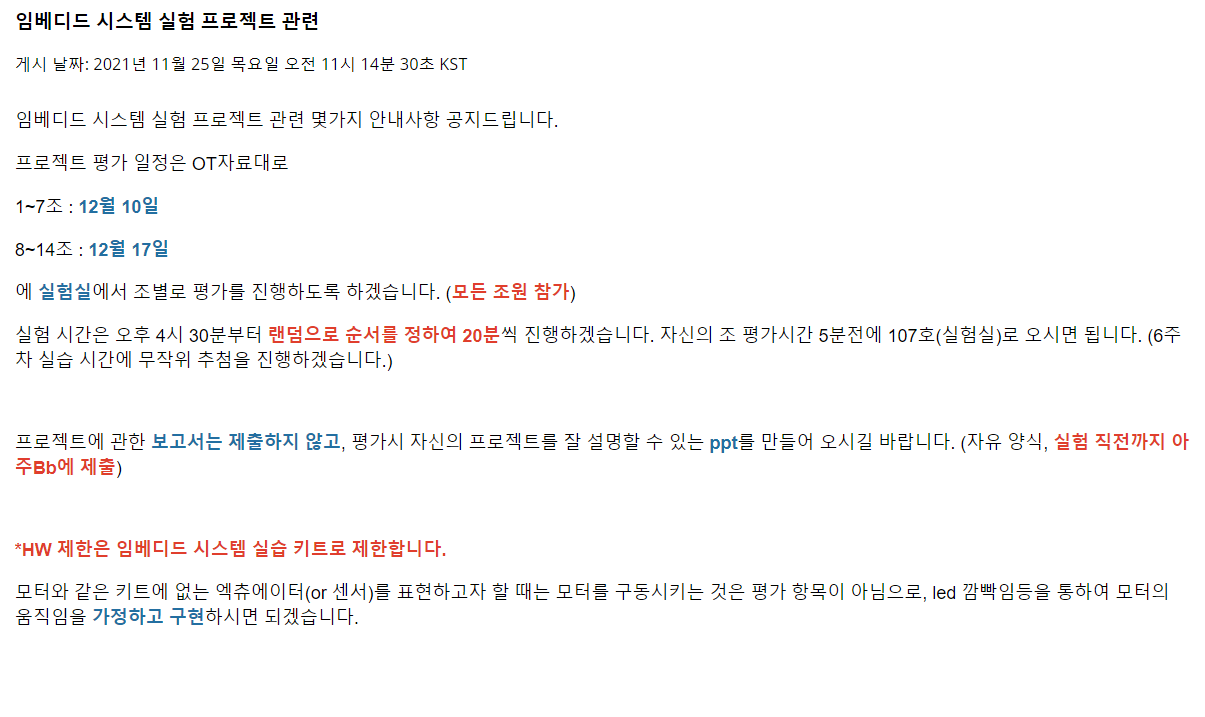 임베디드 시스템 실험 프로젝트 관련
게시 날짜: 2021년 11월 25일 목요일 오전 11시 14분 30초 KST
임베디드 시스템 실험 프로젝트 관련 몇가지 안내사항 공지드립니다.
프로젝트 평가 일정은 OT자료대로
1~7조 : 12월 10일
8~14조 : 12월 17일
에 실험실에서 조별로 평가를 진행하도록 하겠습니다. (모든 조원 참가)
실험 시간은 오후 4시 30분부터 랜덤으로 순서를 정하여 20분씩 진행하겠습니다. 자신의 조 평가시간 5분전에 107호(실험실)로 오시면 됩니다. (6주
차 실습 시간에 무작위 추첨을 진행하겠습니다.)
프로젝트에 관한 보고서는 제출하지 않고, 평가시 자신의 프로젝트를 잘 설명할 수 있는 ppt를 만들어 오시길 바랍니다. (자유 양식, 실험 직전까지 아
주Bb에 제출)
*HW 제한은 임베디드 시스템 실습 키트로 제한합니다.
모터와 같은 키트에 없는 엑츄에이터(or 센서)를 표현하고자 할 때는 모터를 구동시키는 것은 평가 항목이 아님으로, led 깜빡임등을 통하여 모터의
움직임을 가정하고 구현하시면 되겠습니다.